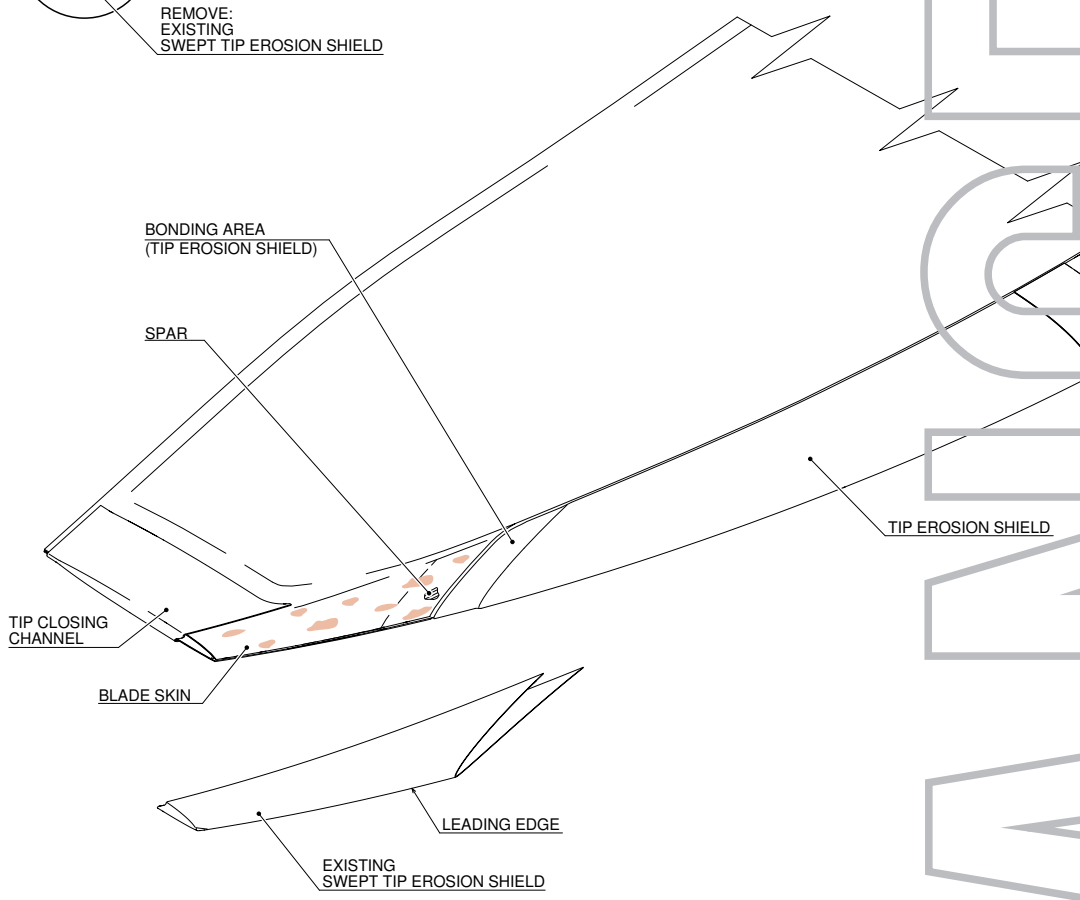 REMOVE:
EXISTING
SWEPT TIP EROSION SHIELD
BONDING AREA
(TIP EROSION SHIELD)
SPAR
TIP EROSION SHIELD
TIP CLOSING
CHANNEL
BLADE SKIN
LEADING EDGE
EXISTING
SWEPT TIP EROSION SHIELD